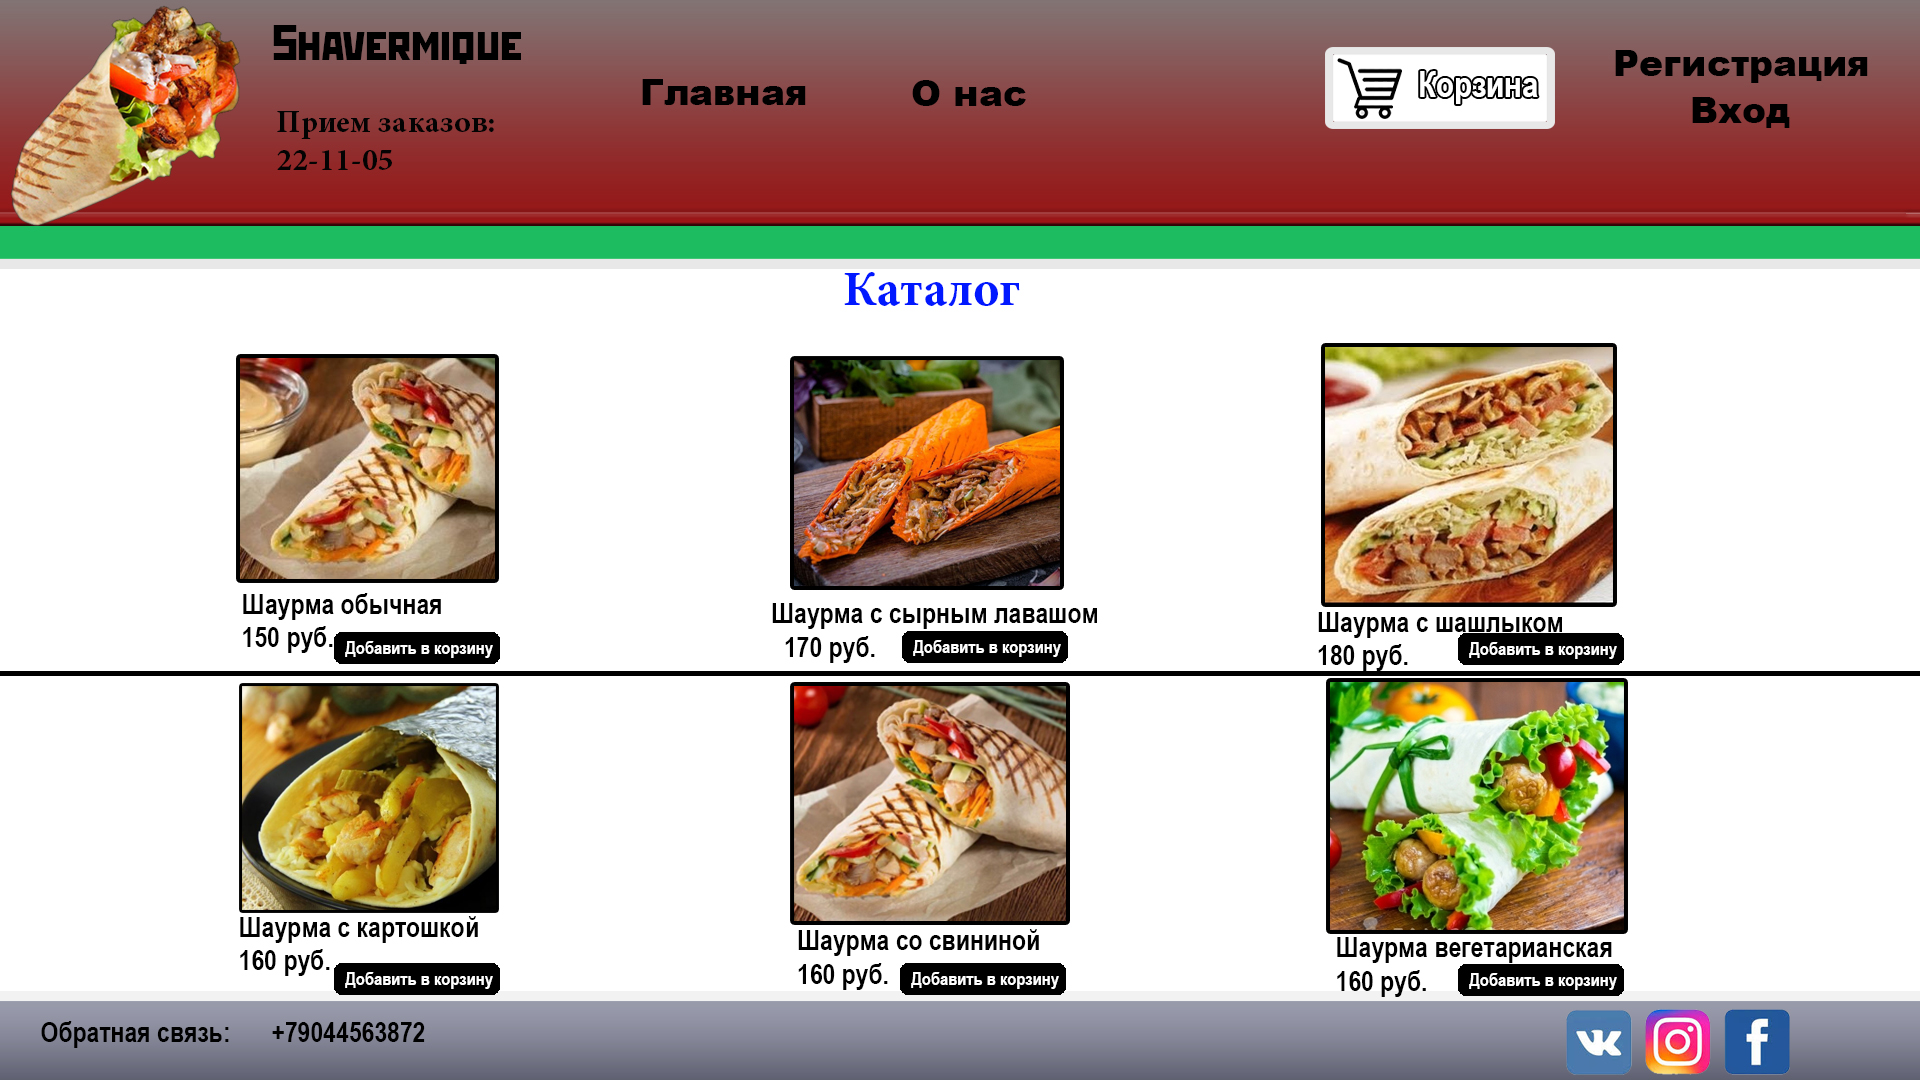 Shavermique
Прием заказов:
22-11-05
Главная
О нас
Корзина
Регистрация
Вход
Каталог
Шаурма обычная
150 руб.
Добавить в корзину
Шаурма с сырным лавашом
170 руб.
Добавить в корзину
Шаурма с шашлыком
180 руб.
Добавить в корзину
Шаурма с картошкой
160 руб.
Добавить в корзину
Шаурма со свининой
160 руб.
Добавить в корзину
Шаурма вегетарианская
160 руб.
Добавить в корзину
Обратная связь: +79044563872